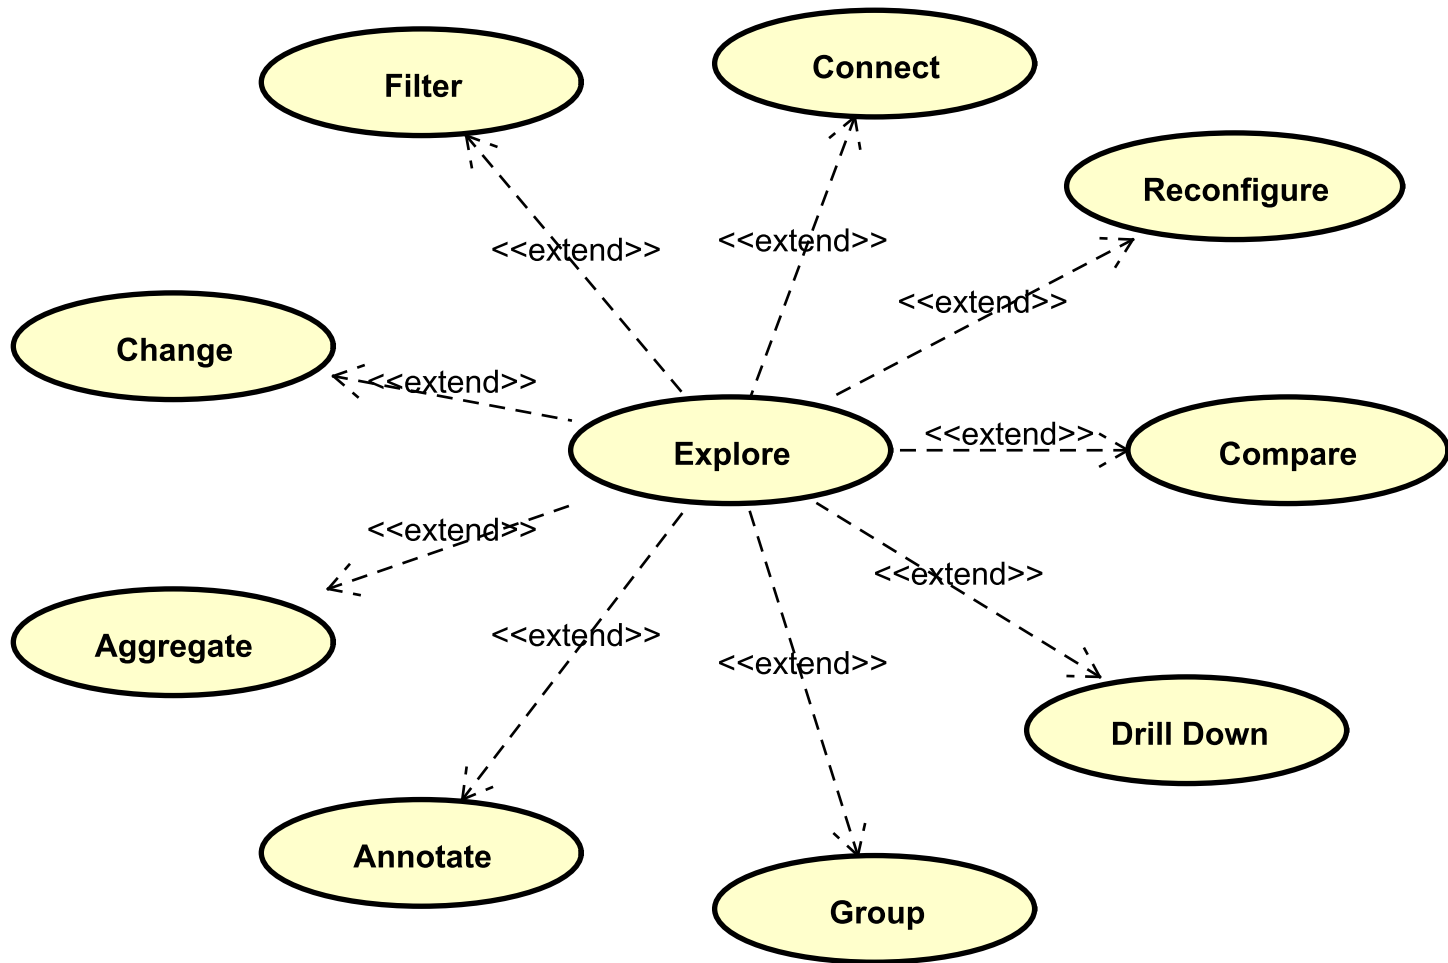 Connect
Filter
Reconfigure
<<extend>>
<<extend>>
<<extend>>
Change
<<extend>>
<<extend>>
Explore
Compare
<<extend>>
<<extend>>
Aggregate
<<extend>>
<<extend>>
Drill Down
Annotate
Group